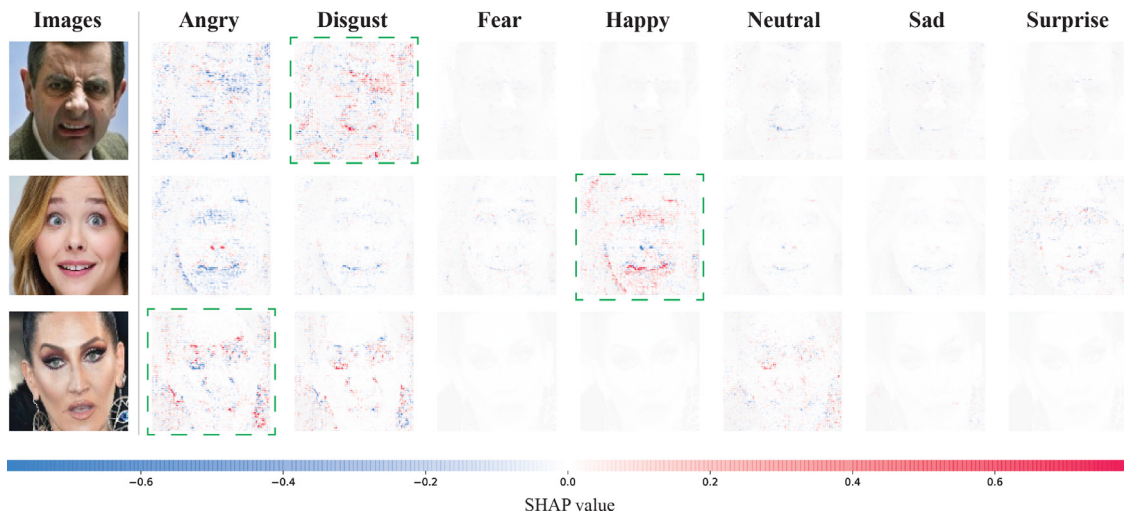 Images Angry Disgust Fear Happy Neutral Sad Surprise
−0.6 −0.4 −0.2 0.0 0.2 0.4 0.6
SHAP value